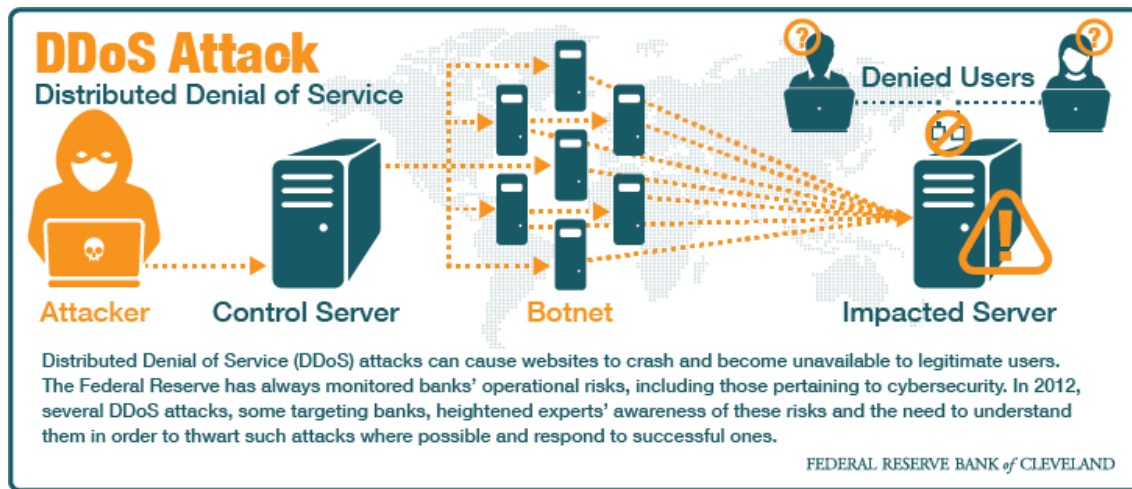 DDoS Attack
Distributed Denial of Service
?
?
Denied Users
!
Attacker
Control Server
Botnet
Impacted Server
Distributed Denial of Service (DDoS) attacks can cause websites to crash and become unavailable to legitimate users.
The Federal Reserve has always monitored banks’ operational risks, including those pertaining to cybersecurity. In 2012,
several DDoS attacks, some targeting banks, heightened experts’ awareness of these risks and the need to understand
them in order to thwart such attacks where possible and respond to successful ones.
FEDERAL RESERVE BANK of CLEVELAND